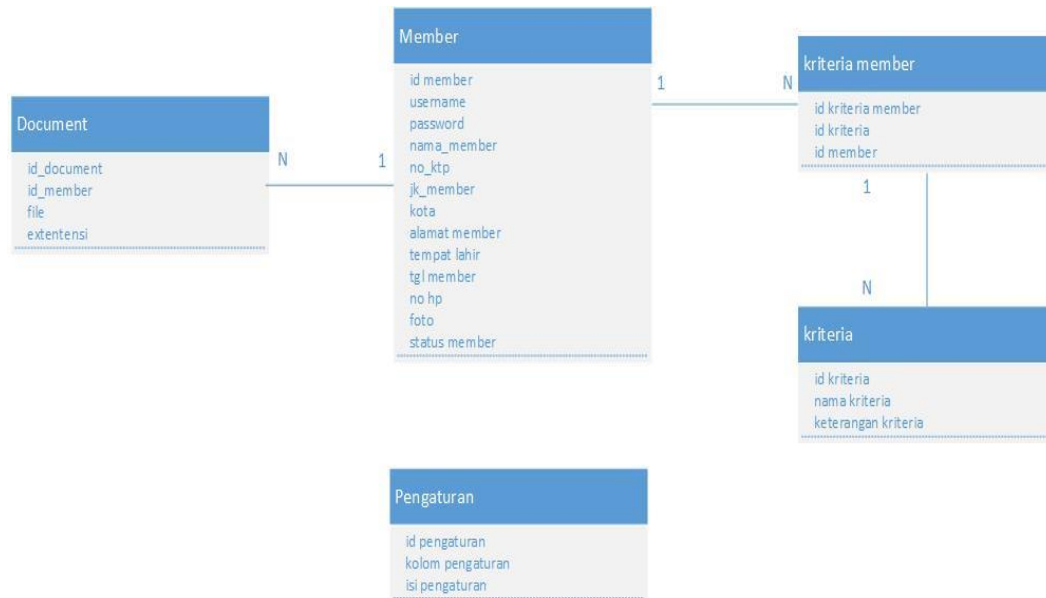 Document
id_document
id_member
file
extentensi
N
1
Member
id member
username
password
nama_member
no_ktp
jk_member
kota
alamat member
tempat lahir
tgl member
no hp
foto
status member
1
N
kriteria member
id kriteria member
id kriteria
id member
1
N
kriteria
id kriteria
nama kriteria
keterangan kriteria
Pengaturan
id pengaturan
kolom pengaturan
isi pengaturan